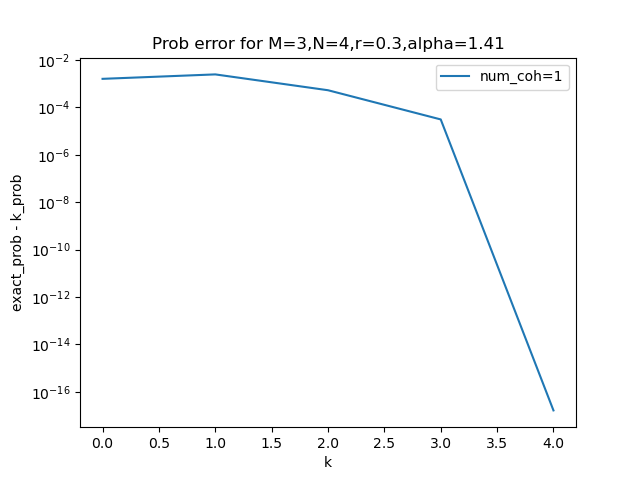 Prob error for M=3,N=4,r=0.3,alpha=1.41
num_coh=1
exact_prob - k_prob
10⁻²
10⁻⁴
10⁻⁶
10⁻⁸
10⁻¹⁰
10⁻¹²
10⁻¹⁴
10⁻¹⁶
0.0 0.5 1.0 1.5 2.0 2.5 3.0 3.5 4.0
k